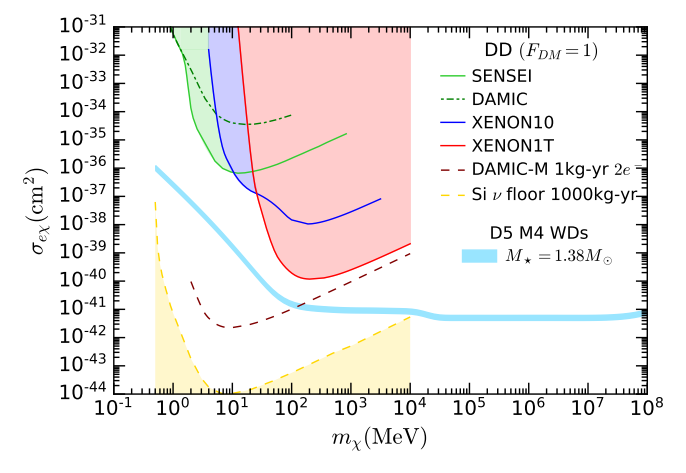 10^-31
10^-32
10^-33
10^-34
10^-35
10^-36
10^-37
10^-38
10^-39
10^-40
10^-41
10^-42
10^-43
10^-44
σ_eχ(cm²)
DD (F_DM=1)
SENSEI
DAMIC
XENON10
XENON1T
DAMIC-M 1kg-yr 2e⁻
Si ν floor 1000kg-yr
D5 M4 WDs
M_⋆=1.38M_⊙
10^-1 10^0 10^1 10^2 10^3 10^4 10^5 10^6 10^7 10^8
m_χ(MeV)